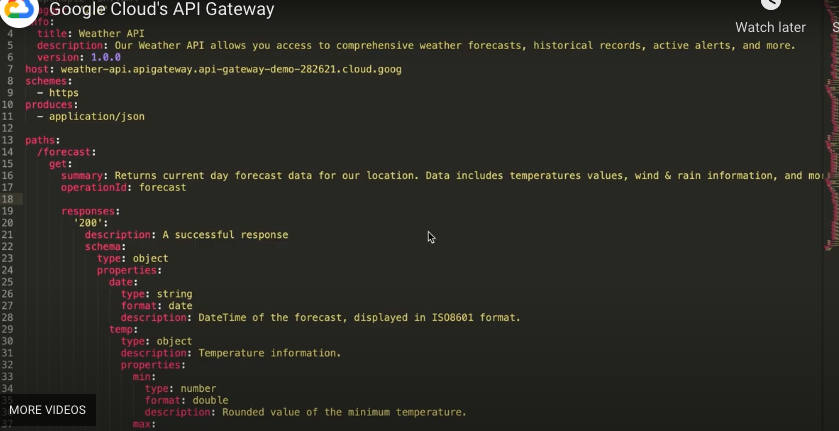 Google Cloud's API Gateway
Watch later
info:
4 title: Weather API
5 description: Our Weather API allows you access to comprehensive weather forecasts, historical records, active alerts, and more.
6 version: 1.0.0
7 host: weather-api.apigateway.api-gateway-demo-282621.cloud.goog
8 schemes:
9 - https
10 produces:
11 - application/json
12
13 paths:
14 /forecast:
15 get:
16 summary: Returns current day forecast data for our location. Data includes temperatures values, wind & rain information, and mo
17 operationId: forecast
18
19 responses:
20 '200':
21 description: A successful response
22 schema:
23 type: object
24 properties:
25 date:
26 type: string
27 format: date
28 description: DateTime of the forecast, displayed in ISO8601 format.
29 temp:
30 type: object
31 description: Temperature information.
32 properties:
33 min:
34 type: number
format: double
description: Rounded value of the minimum temperature.
max:
MORE VIDEOS